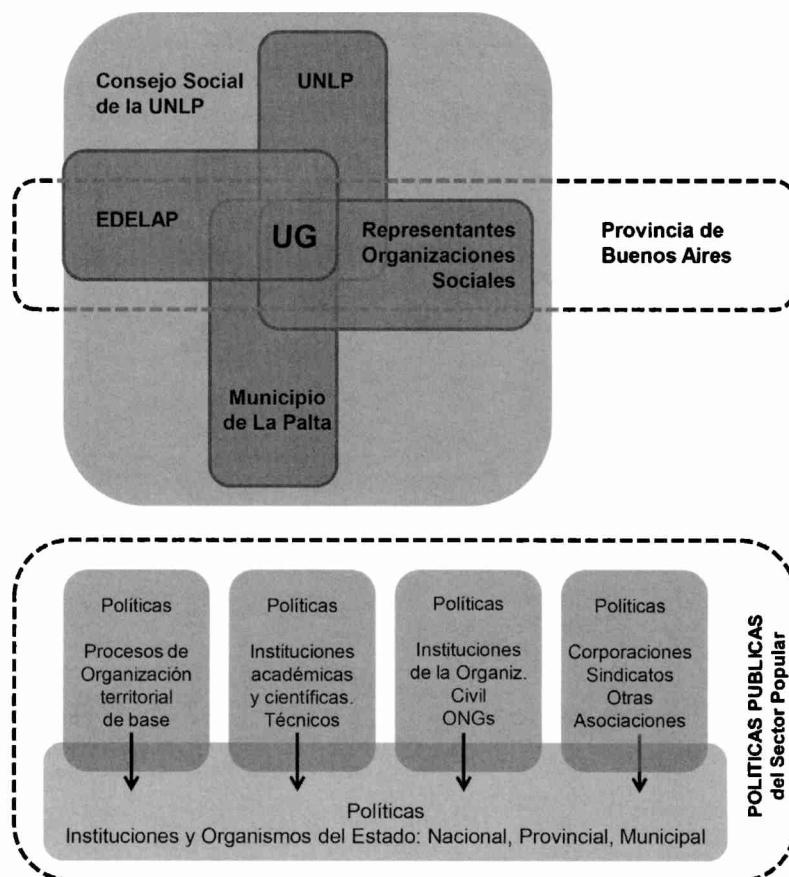 Consejo Social
de la UNLP
UNLP
EDELAP
UG
Representantes
Organizaciones
Sociales
Provincia de
Buenos Aires
Municipio
de La Palta
Políticas
Procesos de
Organización
territorial
de base
Políticas
Instituciones
académicas
y científicas.
Técnicos
Políticas
Instituciones
de la Organiz.
Civil
ONGs
Políticas
Corporaciones
Sindicatos
Otras
Asociaciones
Políticas
Instituciones y Organismos del Estado: Nacional, Provincial, Municipal
POLITICAS PUBLICAS
del Sector Popular